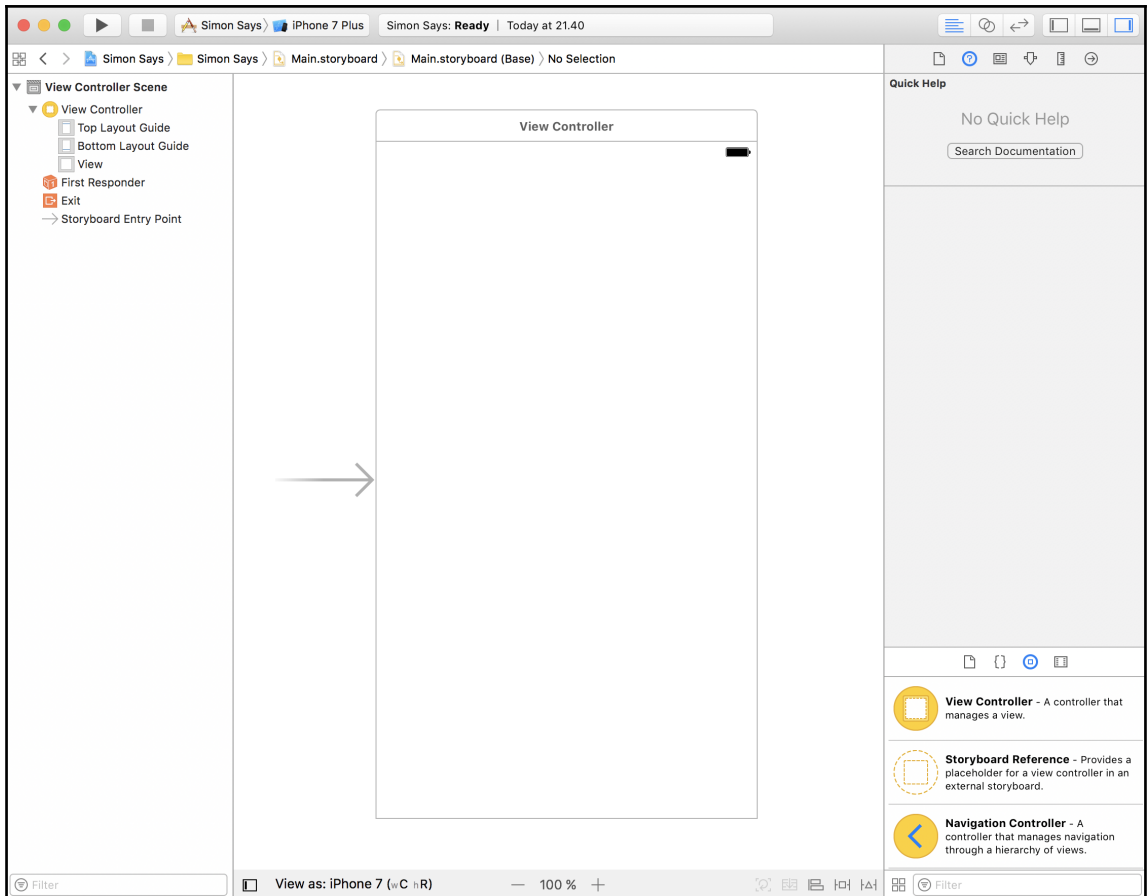 Simon Says iPhone 7 Plus Simon Says: Ready | Today at 21.40
Simon Says Simon Says Main.storyboard Main.storyboard (Base) No Selection
View Controller Scene
View Controller
Top Layout Guide
Bottom Layout Guide
View
First Responder
Exit
Storyboard Entry Point
Filter
View Controller
View as: iPhone 7 (wC hR) — 100 % +
Quick Help
No Quick Help
Search Documentation
View Controller - A controller that
manages a view.
Storyboard Reference - Provides a
placeholder for a view controller in an
external storyboard.
Navigation Controller - A
controller that manages navigation
through a hierarchy of views.
Filter